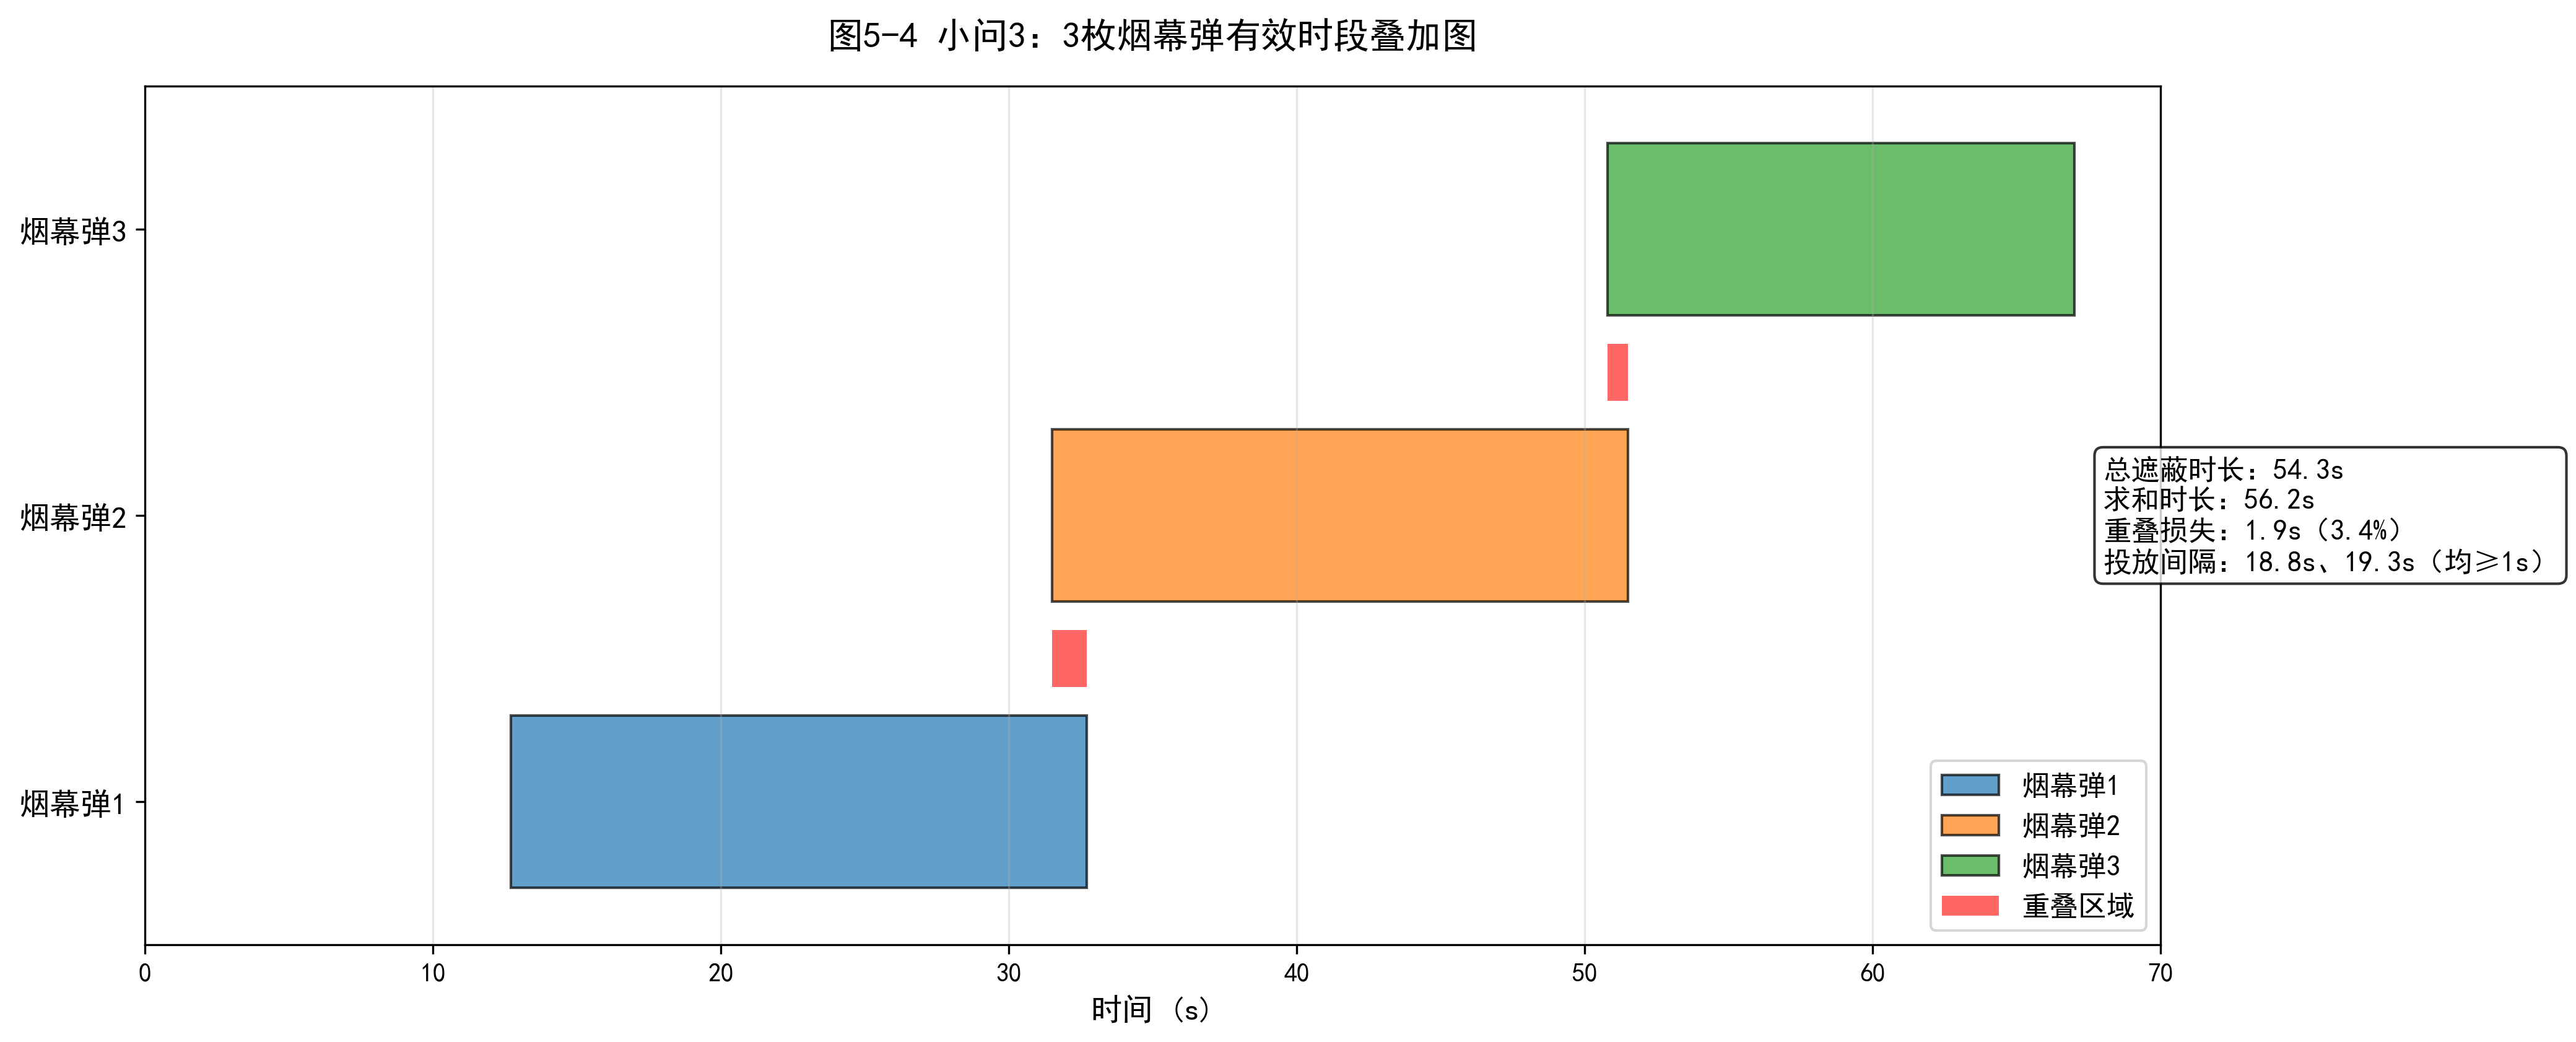 图5-4 小问3：3枚烟幕弹有效时段叠加图
烟幕弹3
烟幕弹2
烟幕弹1
总遮蔽时长：54.3s
求和时长：56.2s
重叠损失：1.9s（3.4%）
投放间隔：18.8s、19.3s（均≥1s）
烟幕弹1
烟幕弹2
烟幕弹3
重叠区域
0 10 20 30 40 50 60 70
时间 (s)